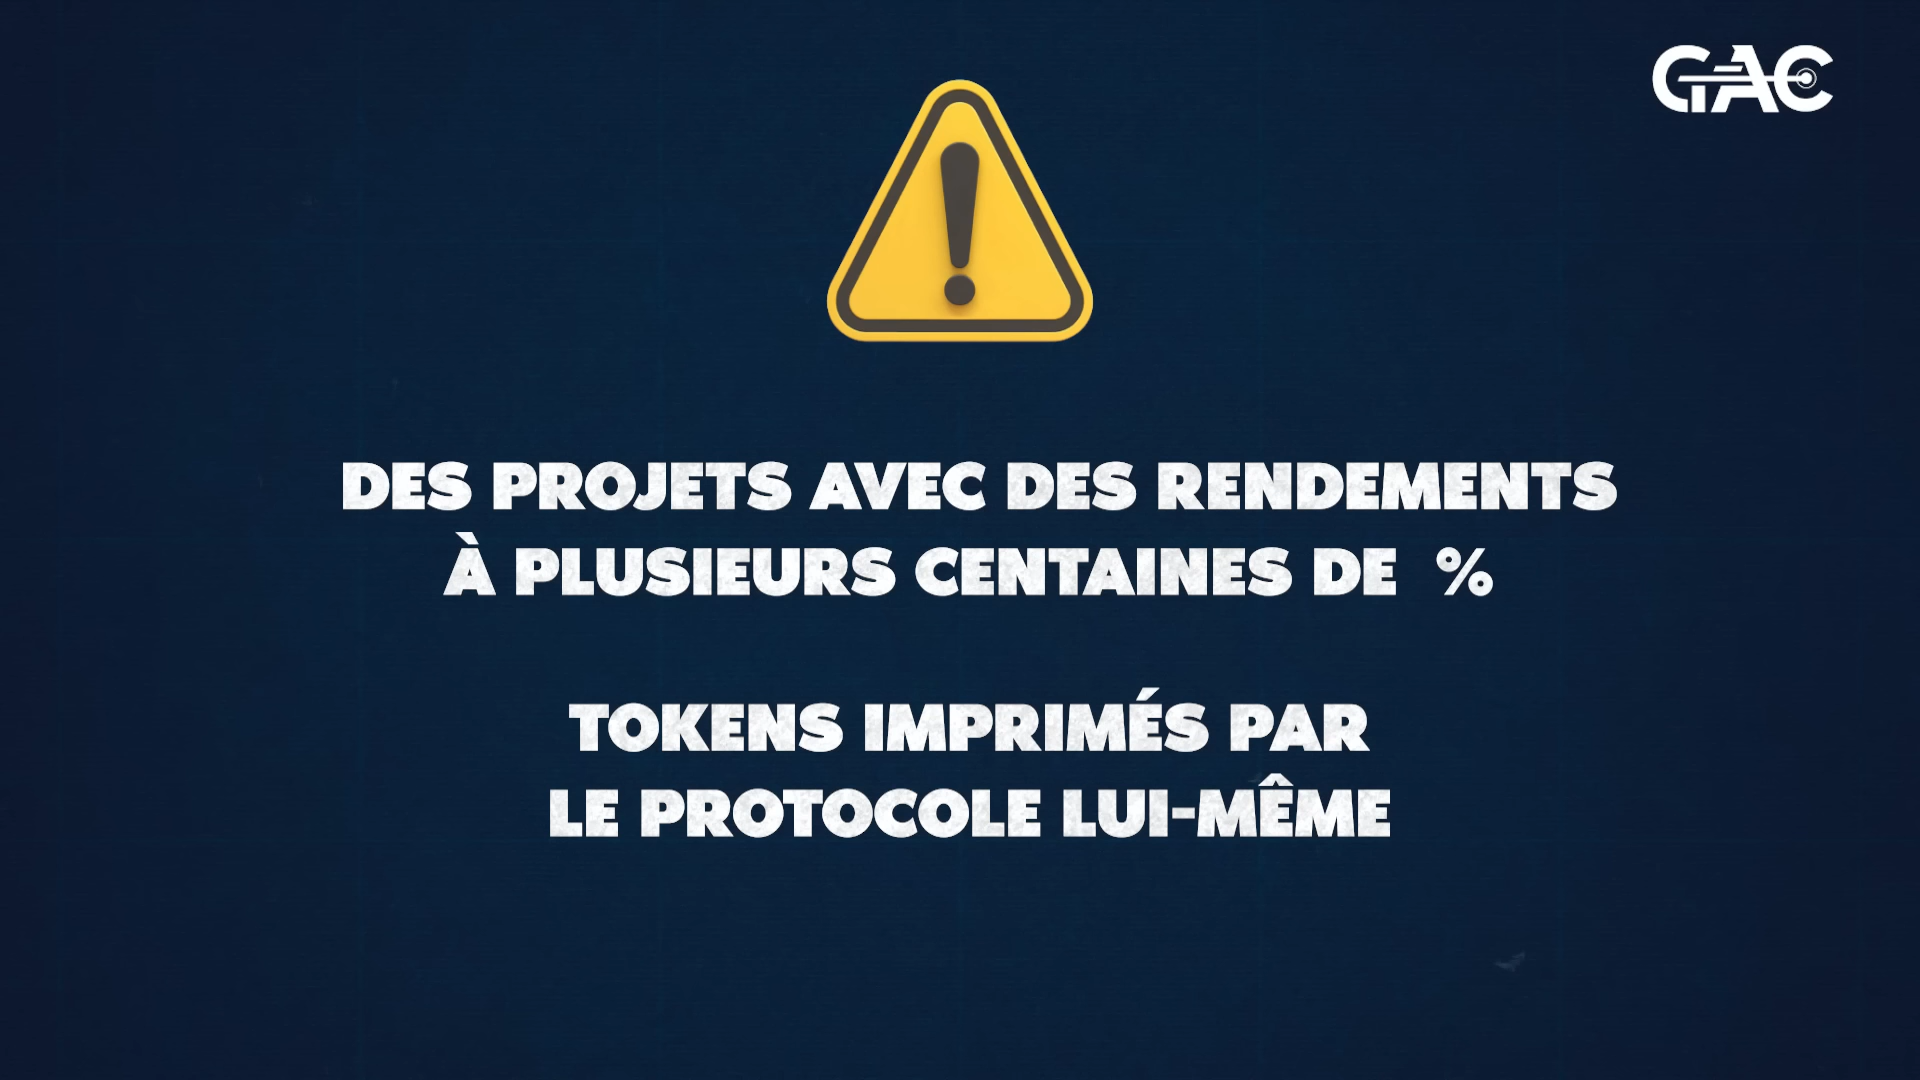 GAC
DES PROJETS AVEC DES RENDEMENTS
À PLUSIEURS CENTAINES DE %
TOKENS IMPRIMÉS PAR
LE PROTOCOLE LUI-MÊME